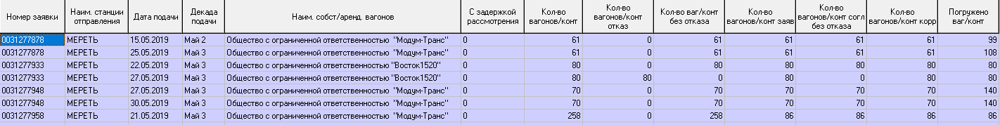 Номер заявки Наим. станции отправления Дата подачи Декада подачи Наим. собст/аренд. вагонов С задержкой рассмотрения Кол-во вагонов/конт Кол-во вагонов/конт отказ Кол-во ваг/конт без отказа Кол-во вагонов/конт заяв Кол-во вагонов/конт согл без отказа Кол-во вагонов/конт корр Погружено ваг/конт
0031277878 МЕРЕТЬ 15.05.2019 Май 2 Общество с ограниченной ответственностью "Модум-Транс" 0 61 0 61 61 61 61 99
0031277878 МЕРЕТЬ 25.05.2019 Май 3 Общество с ограниченной ответственностью "Модум-Транс" 0 61 0 61 61 61 61 108
0031277933 МЕРЕТЬ 22.05.2019 Май 3 Общество с ограниченной ответственностью "Восток1520" 0 80 0 80 80 80 80 80
0031277933 МЕРЕТЬ 27.05.2019 Май 3 Общество с ограниченной ответственностью "Восток1520" 0 80 80 0 80 0 80 80
0031277948 МЕРЕТЬ 27.05.2019 Май 3 Общество с ограниченной ответственностью "Модум-Транс" 0 70 0 70 70 70 70 140
0031277948 МЕРЕТЬ 30.05.2019 Май 3 Общество с ограниченной ответственностью "Модум-Транс" 0 70 0 70 70 70 70 140
0031277958 МЕРЕТЬ 21.05.2019 Май 3 Общество с ограниченной ответственностью "Модум-Транс" 0 258 0 258 86 86 86 86